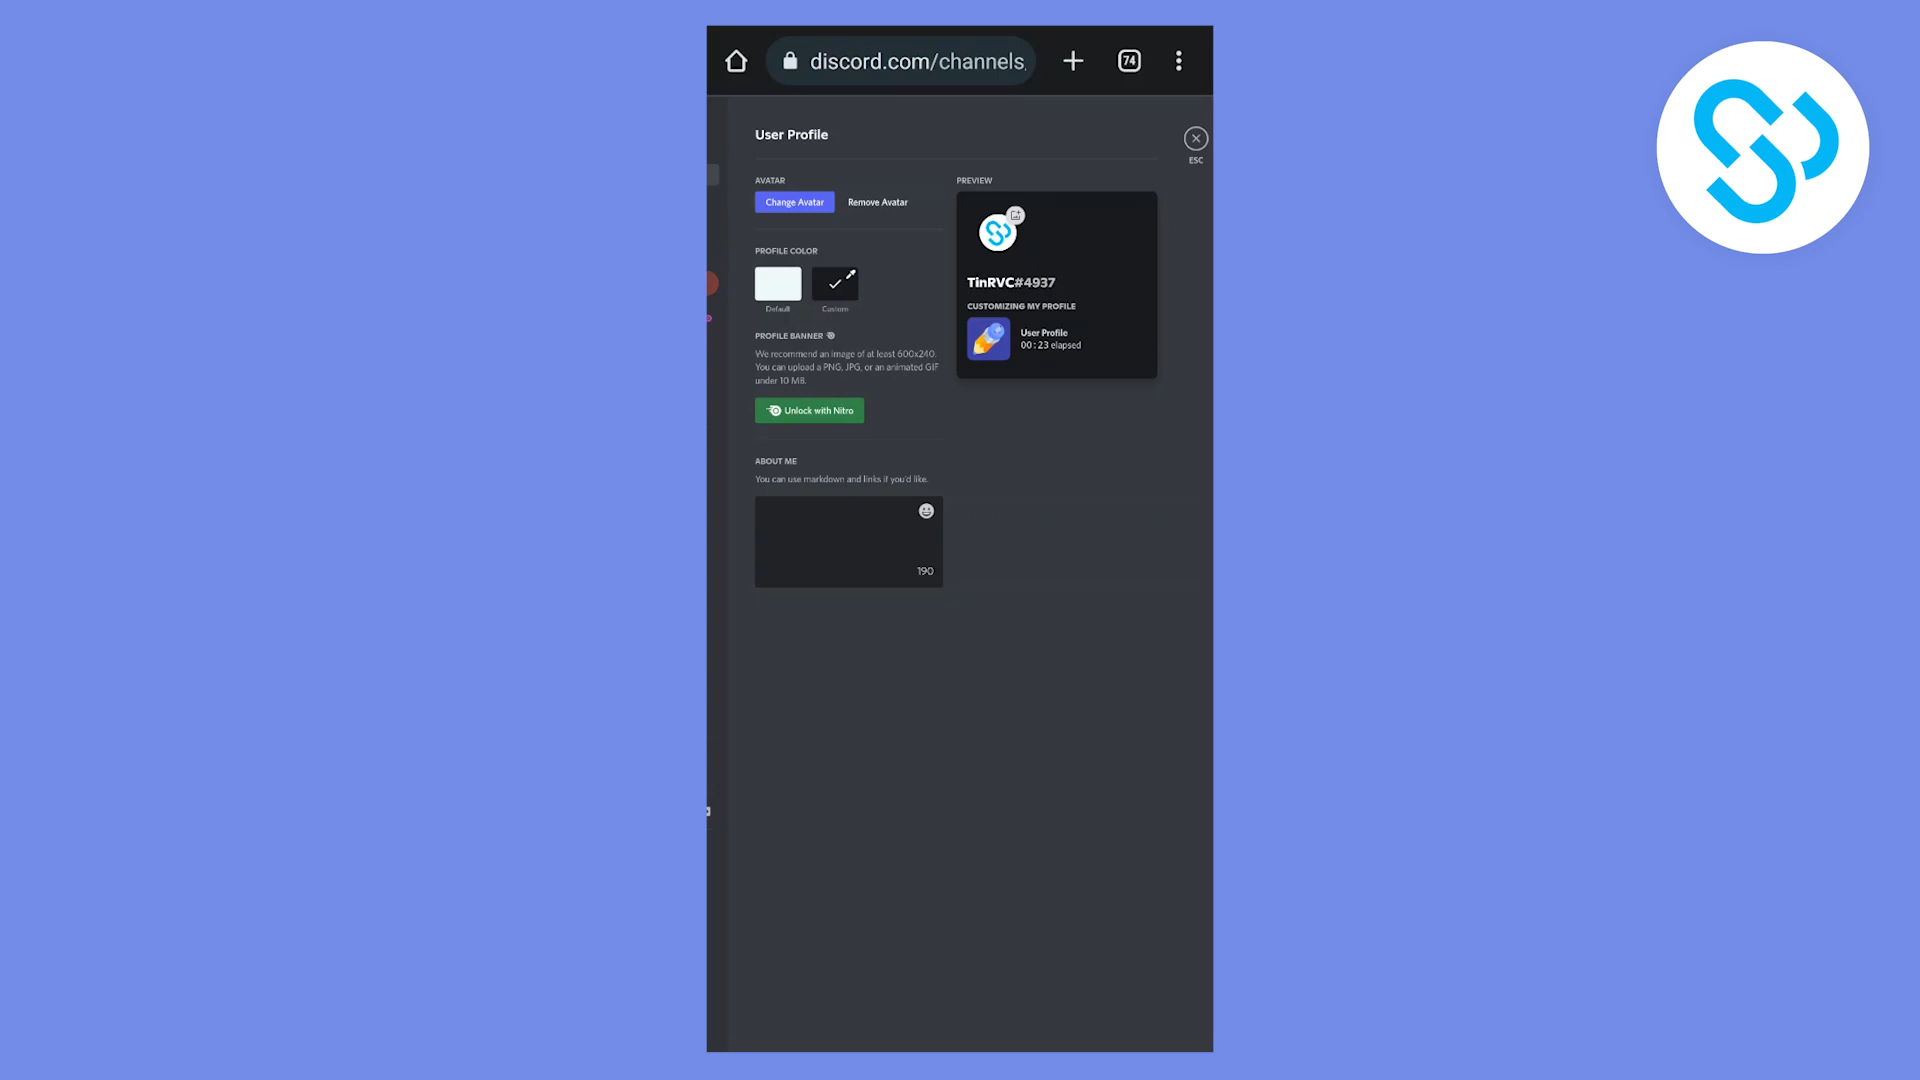 discord.com/channels
74
User Profile
ESC
AVATAR
Change Avatar
Remove Avatar
PROFILE COLOR
Default
Custom
PROFILE BANNER
We recommend an image of at least 600x240.
You can upload a PNG, JPG, or an animated GIF
under 10 MB.
Unlock with Nitro
ABOUT ME
You can use markdown and links if you'd like.
190
PREVIEW
TinRVC#4937
CUSTOMIZING MY PROFILE
User Profile
00:23 elapsed